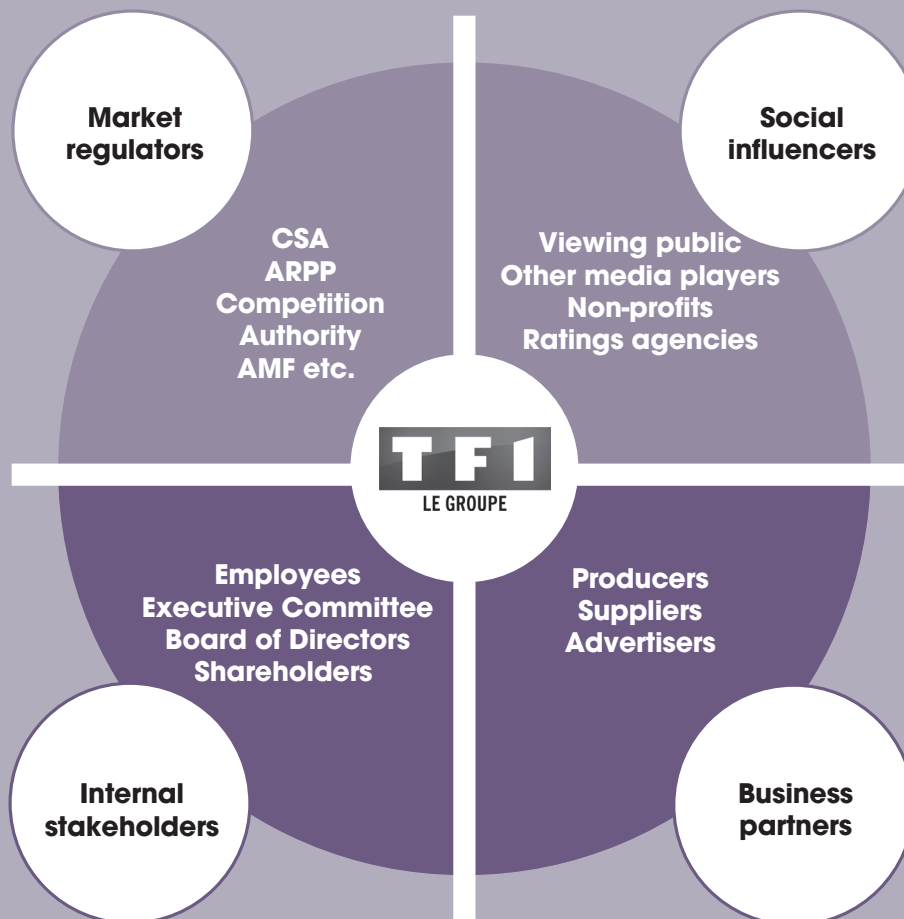 Market
regulators
Social
influencers
CSA
ARPP
Competition
Authority
AMF etc.
Viewing public
Other media players
Non-profits
Ratings agencies
TF1
LE GROUPE
Employees
Executive Committee
Board of Directors
Shareholders
Producers
Suppliers
Advertisers
Internal
stakeholders
Business
partners